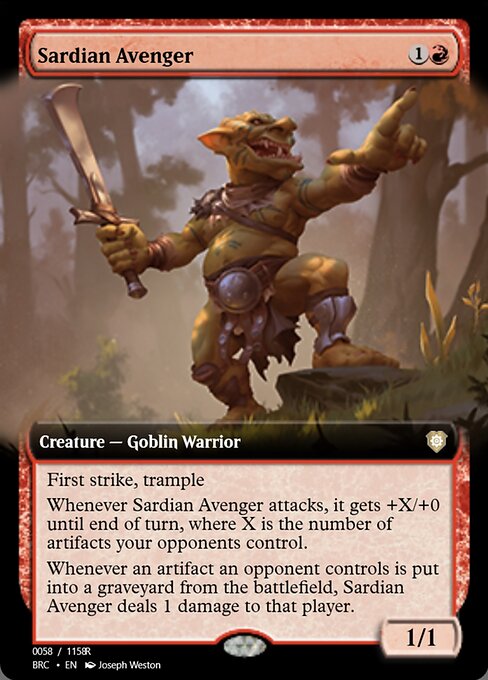 Sardian Avenger 1
Creature — Goblin Warrior
First strike, trample
Whenever Sardian Avenger attacks, it gets +X/+0
until end of turn, where X is the number of
artifacts your opponents control.
Whenever an artifact an opponent controls is put
into a graveyard from the battlefield, Sardian
Avenger deals 1 damage to that player.
1/1
0058 / 1158R
BRC • EN Joseph Weston